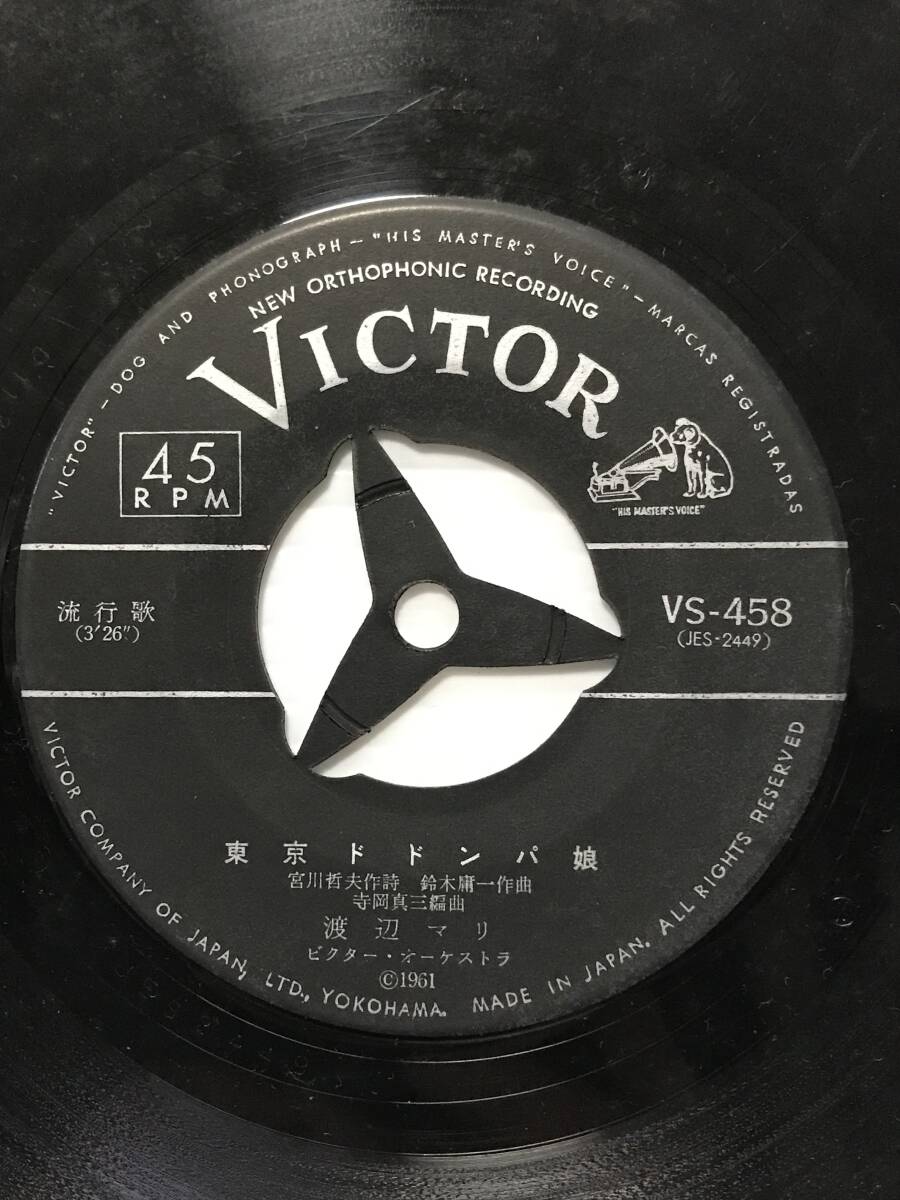 "VICTOR" – DOG AND PHONOGRAPH – "HIS MASTER'S VOICE" – MARCAS REGISTRADAS
NEW ORTHOPHONIC RECORDING
VICTOR
45
RPM
"HIS MASTER'S VOICE"
流行歌
(3′26″)
VS-458
(JES-2449)
東京ドドンパ娘
宮川哲夫作詩 鈴木庸一作曲
寺岡真三編曲
渡辺マリ
ビクター・オーケストラ
©1961
VICTOR COMPANY OF JAPAN, LTD., YOKOHAMA. MADE IN JAPAN. ALL RIGHTS RESERVED